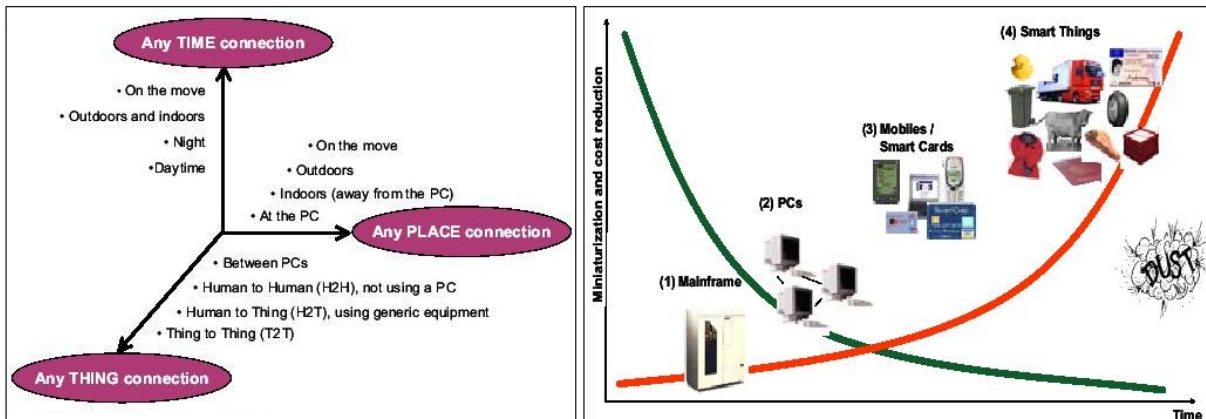 Any TIME connection
• On the move
• Outdoors and indoors
• Night
•Daytime
• On the move
• Outdoors
• Indoors (away from the PC)
• At the PC
Any PLACE connection
• Between PCs
• Human to Human (H2H), not using a PC
• Human to Thing (H2T), using generic equipment
• Thing to Thing (T2T)
Any THING connection
Miniaturization and cost reduction
(1) Mainframe
(2) PCs
(3) Mobiles /
Smart Cards
(4) Smart Things
DUST
Time